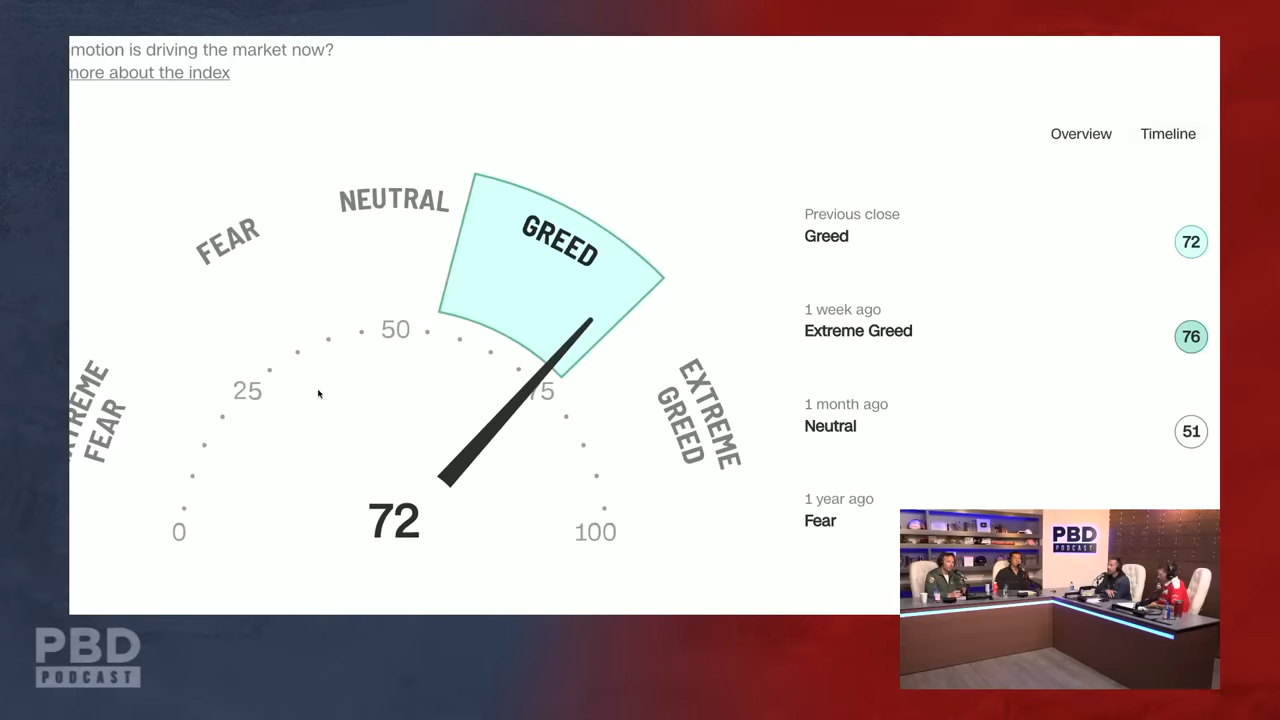 motion is driving the market now?
more about the index
Overview Timeline
NEUTRAL
GREED
FEAR
EXTREME
GREED
FEAR
50
25
75
0
72
100
Previous close
Greed
72
1 week ago
Extreme Greed
76
1 month ago
Neutral
51
1 year ago
Fear
PBD
PODCAST
PBD
PODCAST